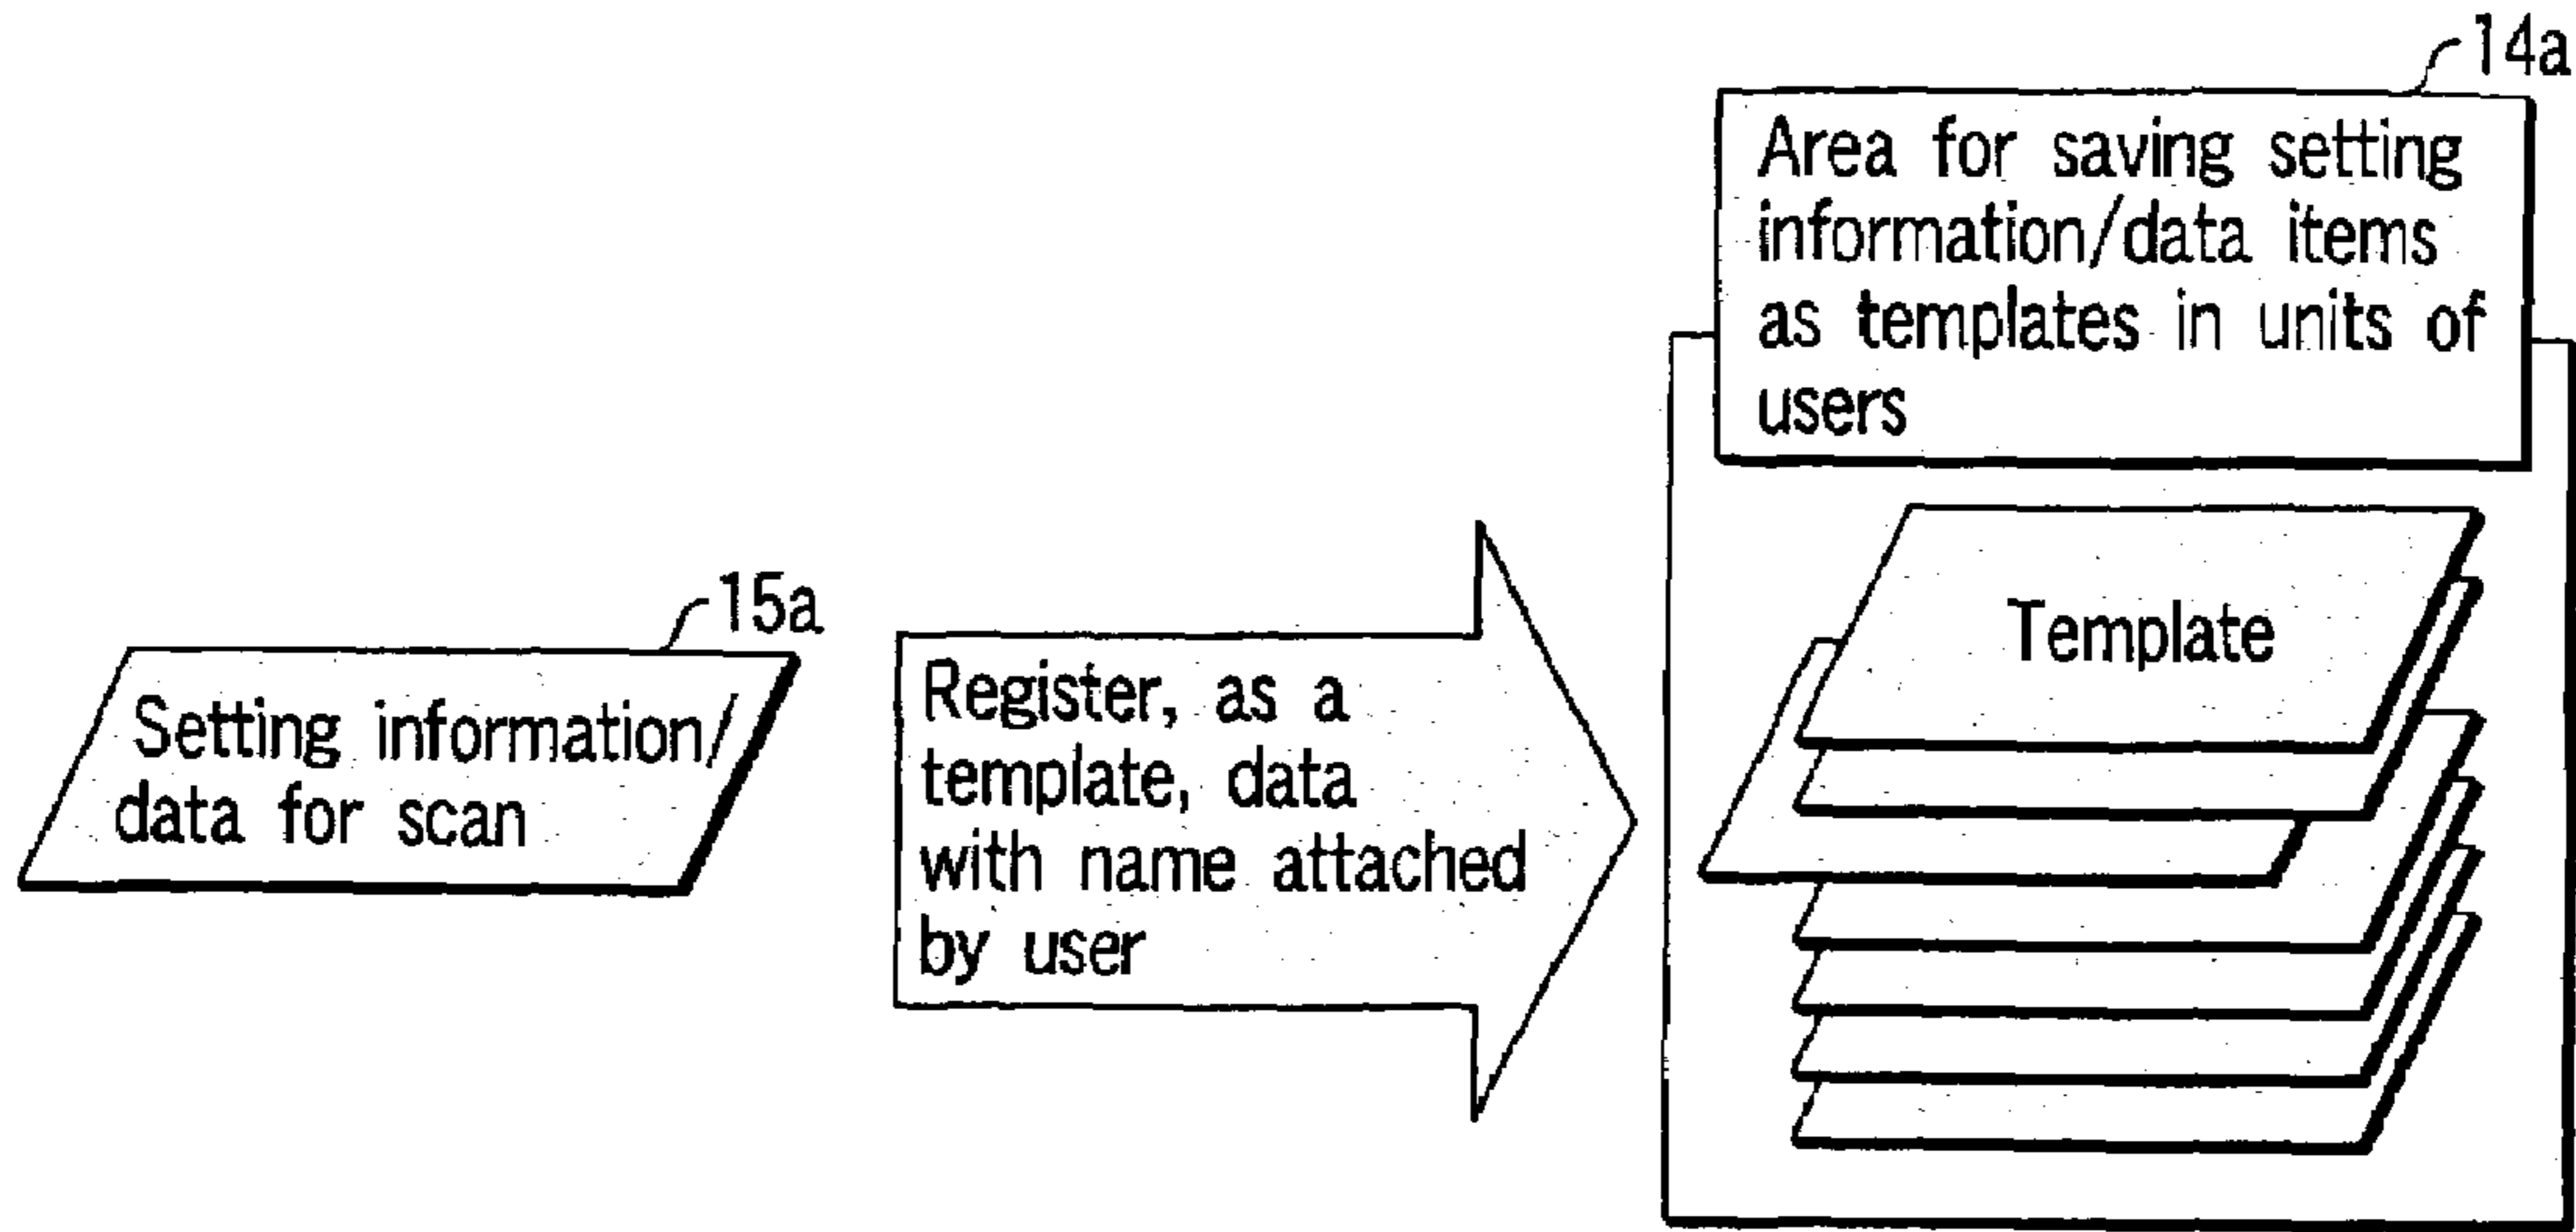 14a
Area for saving setting
information/data items
as templates in units of
users
Template
15a
Setting information/
data for scan
Register, as a
template, data
with name attached
by user